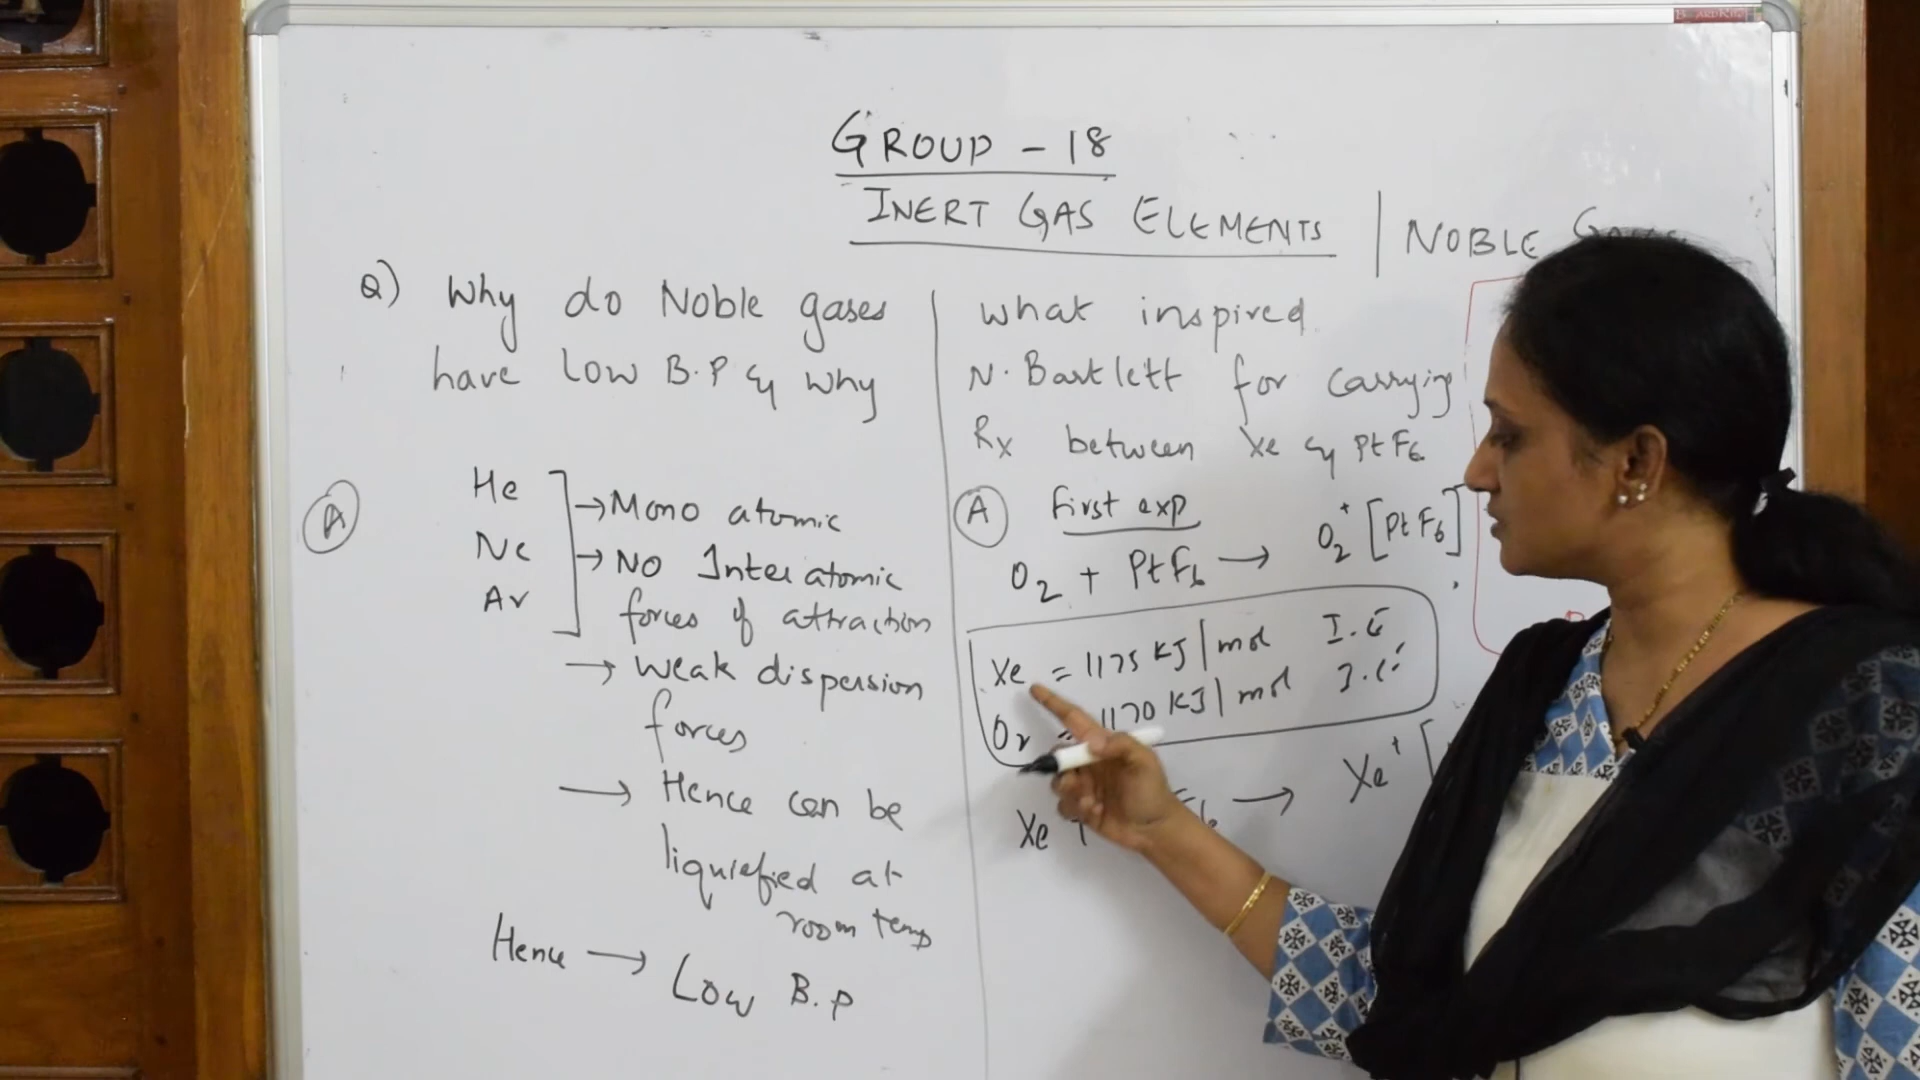 GROUP - 18
INERT GAS ELEMENTS | NOBLE
Q) Why do Noble gases
have low B.P & why
A
He
Ne
Ar
→ Mono atomic
→ NO Interatomic
forces of attraction
→ weak dispersion
forces
→ Hence can be
liquiefied at
room temp
Hence → Low B.P
what inspired
N. Bartlett for carrying
Rx between Xe & PtF6
A First exp
O2 + PtF6 → O2+ [PtF6]
Xe = 1175 KJ/mol I.E
O2 = 1170 KJ/mol I.E
Xe + → Xe+ [